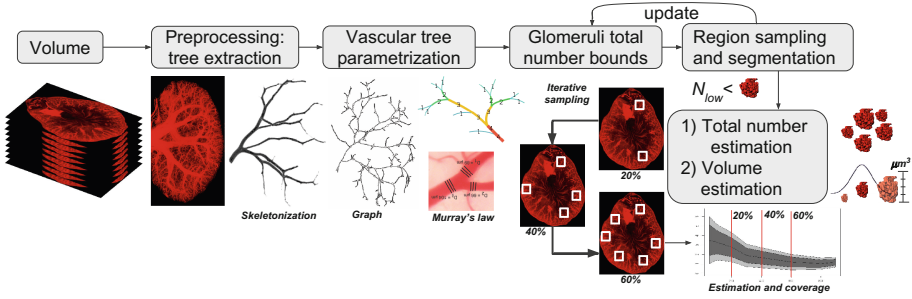 update
Volume
Preprocessing:
tree extraction
Vascular tree
parametrization
Glomeruli total
number bounds
Region sampling
and segmentation
Iterative
sampling
N_low <
1) Total number
estimation
2) Volume
estimation
μm³
20%
40%
60%
Skeletonization
Graph
Murray's law
20% 40% 60%
Estimation and coverage